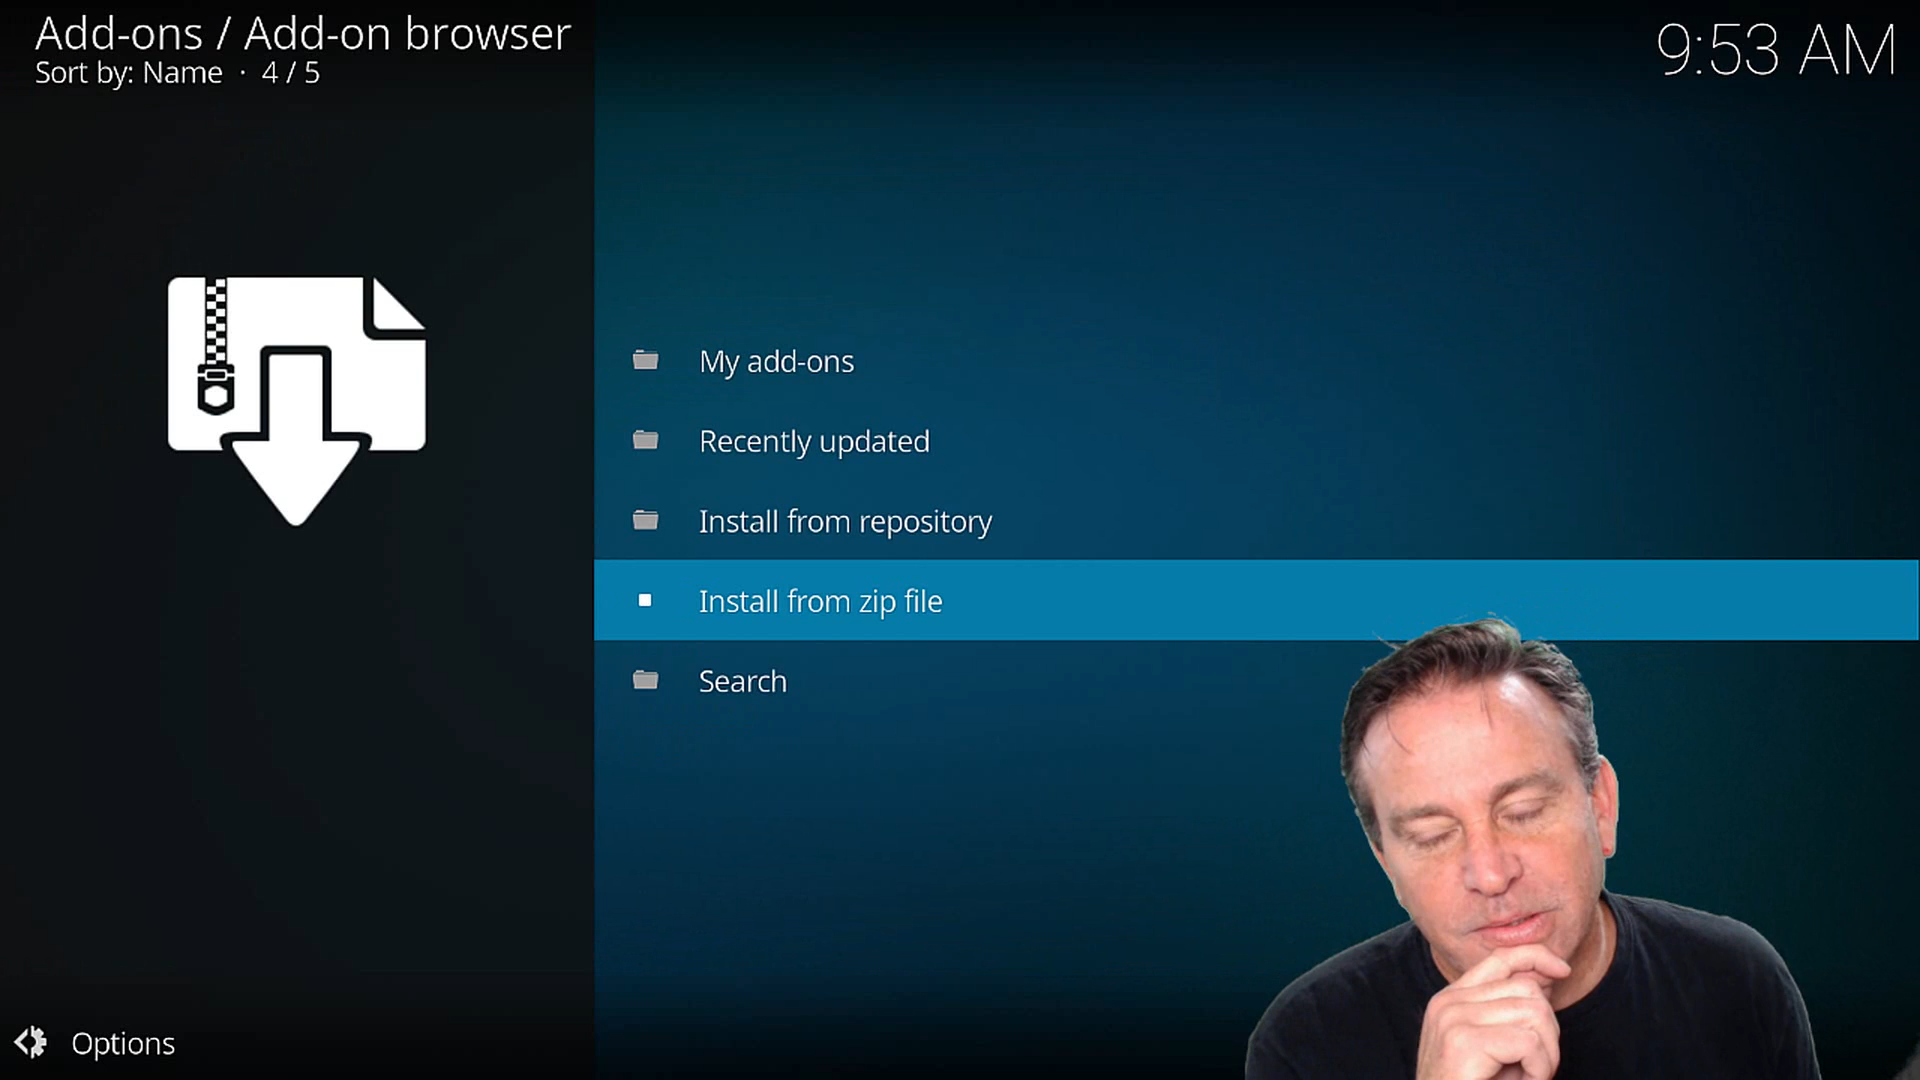 Add-ons / Add-on browser
Sort by: Name · 4 / 5
9:53 AM
My add-ons
Recently updated
Install from repository
Install from zip file
Search
Options